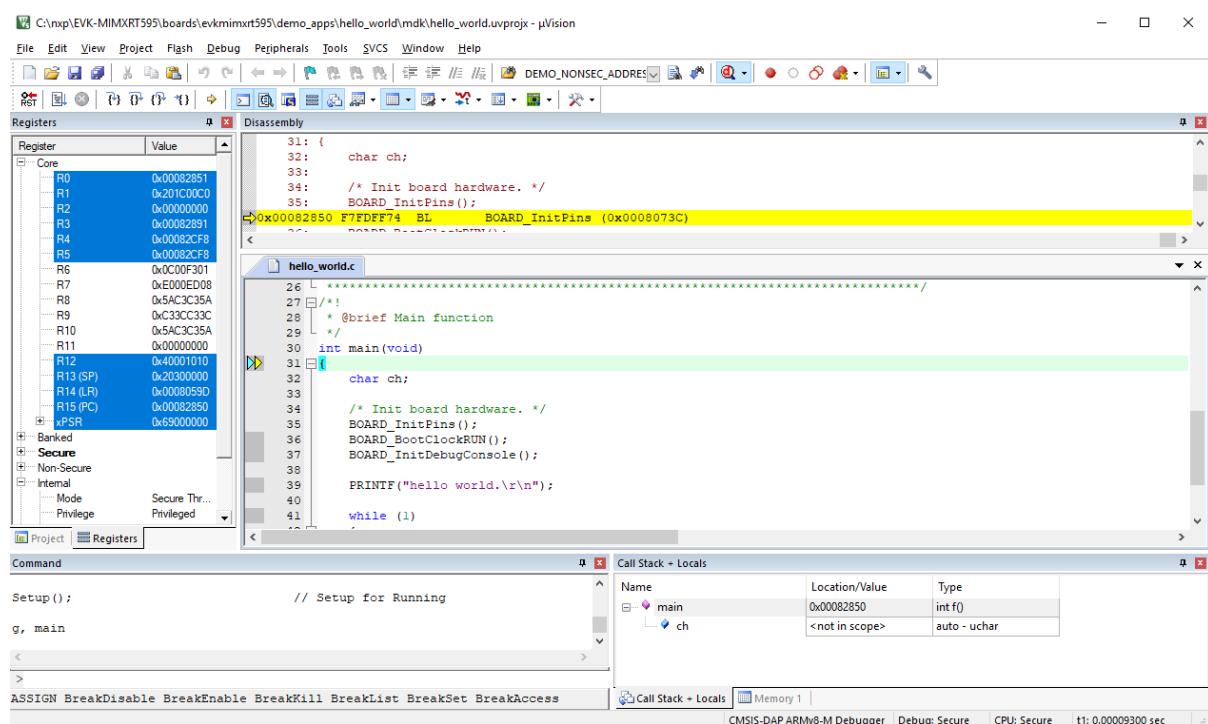 C:\nxp\EVK-MIMXRT595\boards\evkmimxrt595\demo_apps\hello_world\mdk\hello_world.uvprojx - µVision
File Edit View Project Flash Debug Peripherals Tools SVCS Window Help
DEMO_NONSEC_ADDRES
RST
Registers
Register Value
Core
R0 0x00082851
R1 0x201C00C0
R2 0x00000000
R3 0x00082891
R4 0x00082CF8
R5 0x00082CF8
R6 0x0C00F301
R7 0xE000ED08
R8 0x5AC3C35A
R9 0xC33CC33C
R10 0x5AC3C35A
R11 0x00000000
R12 0x40001010
R13 (SP) 0x20300000
R14 (LR) 0x0008059D
R15 (PC) 0x00082850
xPSR 0x69000000
Banked
Secure
Non-Secure
Internal
Mode Secure Thr...
Privilege Privileged
Project Registers
Disassembly
31: {
32: char ch;
33:
34: /* Init board hardware. */
35: BOARD_InitPins();
0x00082850 F7FDFF74 BL BOARD_InitPins (0x0008073C)
36: BOARD_BootClockRUN();
hello_world.c
26 ******************************************************************************/
27 /*!
28 * @brief Main function
29 */
30 int main(void)
31 {
32 char ch;
33
34 /* Init board hardware. */
35 BOARD_InitPins();
36 BOARD_BootClockRUN();
37 BOARD_InitDebugConsole();
38
39 PRINTF("hello world.\r\n");
40
41 while (1)
Command
Setup(); // Setup for Running
g, main
>
ASSIGN BreakDisable BreakEnable BreakKill BreakList BreakSet BreakAccess
Call Stack + Locals
Name Location/Value Type
main 0x00082850 int f()
ch <not in scope> auto - uchar
Call Stack + Locals Memory 1
CMSIS-DAP ARMv8-M Debugger Debug: Secure CPU: Secure t1: 0.00009300 sec